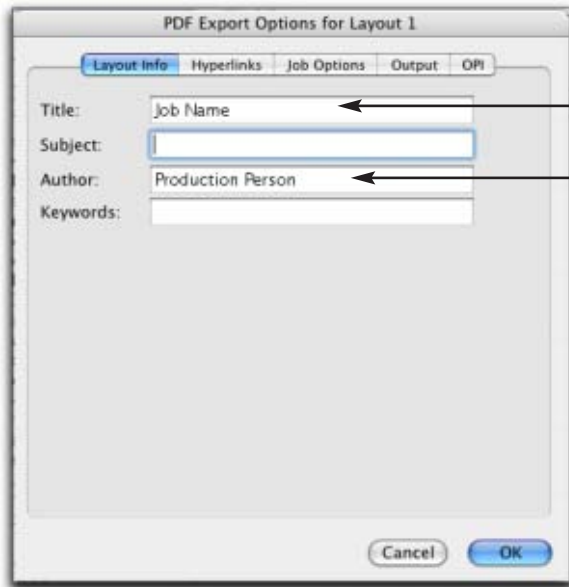 PDF Export Options for Layout 1
Layout Info Hyperlinks Job Options Output OPI
Title: Job Name
Subject:
Author: Production Person
Keywords:
Cancel OK